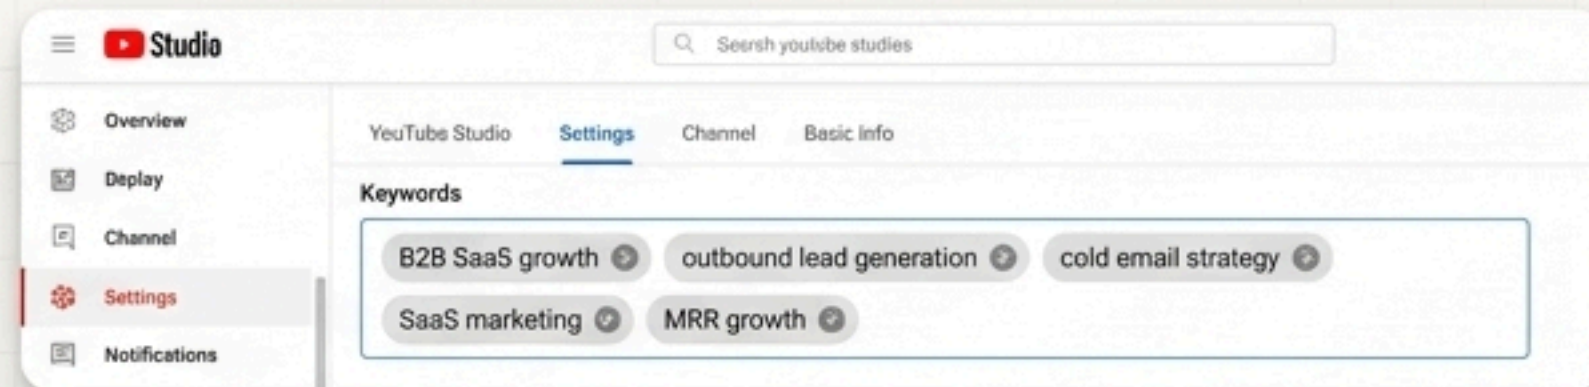 Studio
Seersh youtube studies
Overview
Deplay
Channel
Settings
Notifications
YeuTube Studio Settings Channel Basic Info
Keywords
B2B SaaS growth outbound lead generation cold email strategy
SaaS marketing MRR growth